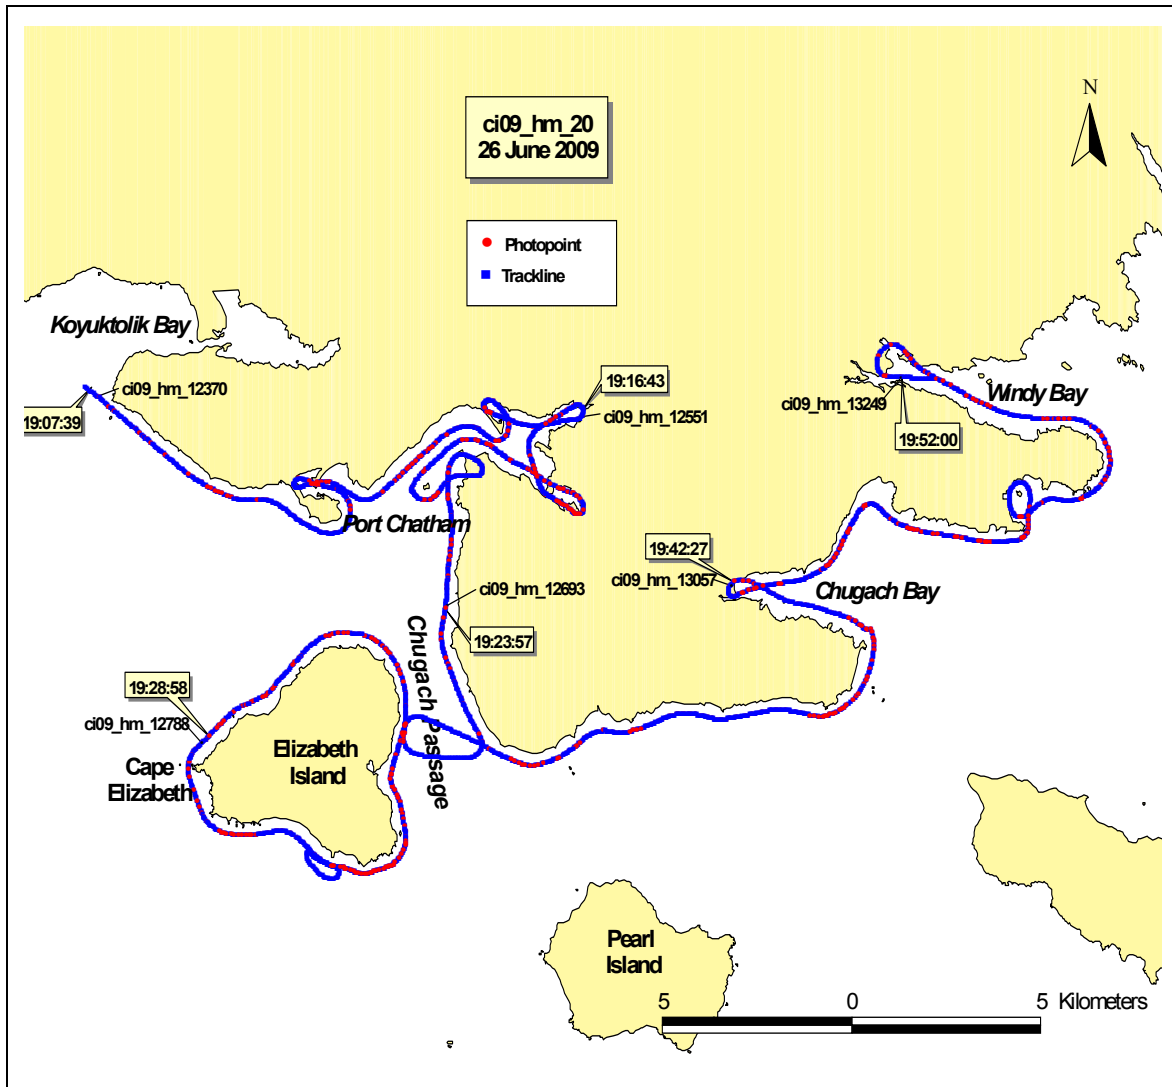 N
ci09_hm_20
26 June 2009
Photopoint
Trackline
Koyuktolik Bay
ci09_hm_12370
19:07:39
19:16:43
ci09_hm_12551
Windy Bay
ci09_hm_13249
19:52:00
Port Chatham
19:42:27
ci09_hm_13057
Chugach Bay
ci09_hm_12693
19:23:57
Chugach Passage
19:28:58
ci09_hm_12788
Elizabeth
Island
Cape
Elizabeth
Pearl
Island
5 0 5 Kilometers